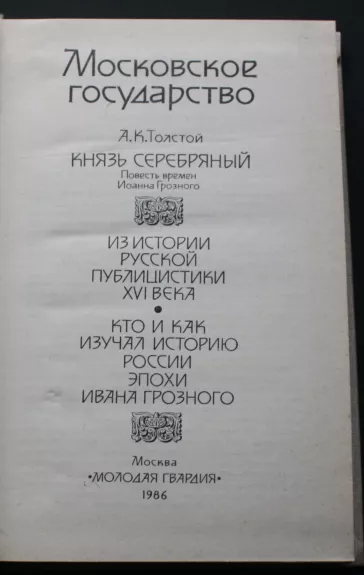 Московское
государство
А.К.Толстой
КНЯЗЬ СЕРЕБРЯНЫЙ
Повесть времен
Иоанна Грозного
ИЗ ИСТОРИИ
РУССКОЙ
ПУБЛИЦИСТИКИ
XVI ВЕКА
•
КТО И КАК
ИЗУЧАЛ ИСТОРИЮ
РОССИИ
ЭПОХИ
ИВАНА ГРОЗНОГО
Москва
•МОЛОДАЯ ГВАРДИЯ•
1986